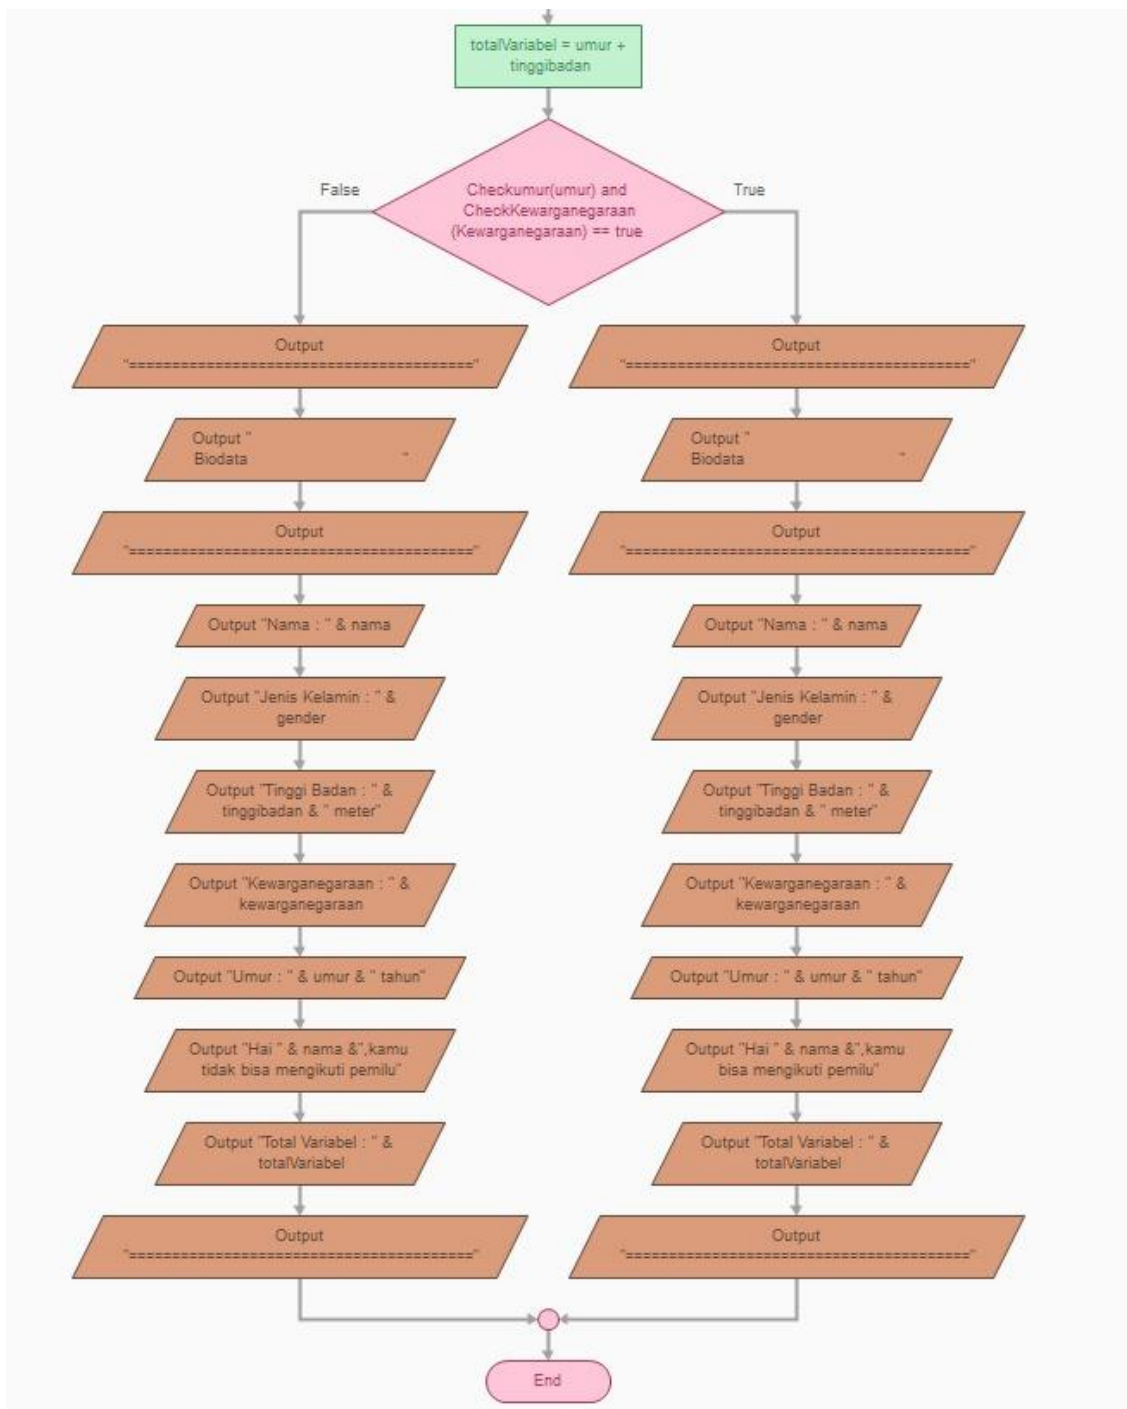 totalVariabel = umur +
tinggibadan
False
Checkumur(umur) and
CheckKewarganegaraan
(Kewarganegaraan) == true
True
Output
"========================================"
Output "
Biodata "
Output
"========================================"
Output "Nama : " & nama
Output "Jenis Kelamin : " &
gender
Output "Tinggi Badan : " &
tinggibadan & " meter"
Output "Kewarganegaraan : " &
kewarganegaraan
Output "Umur : " & umur & " tahun"
Output "Hai " & nama &",kamu
tidak bisa mengikuti pemilu"
Output "Total Variabel : " &
totalVariabel
Output
"========================================"
Output
"========================================"
Output "
Biodata "
Output
"========================================"
Output "Nama : " & nama
Output "Jenis Kelamin : " &
gender
Output "Tinggi Badan : " &
tinggibadan & " meter"
Output "Kewarganegaraan : " &
kewarganegaraan
Output "Umur : " & umur & " tahun"
Output "Hai " & nama &",kamu
bisa mengikuti pemilu"
Output "Total Variabel : " &
totalVariabel
Output
"========================================"
End